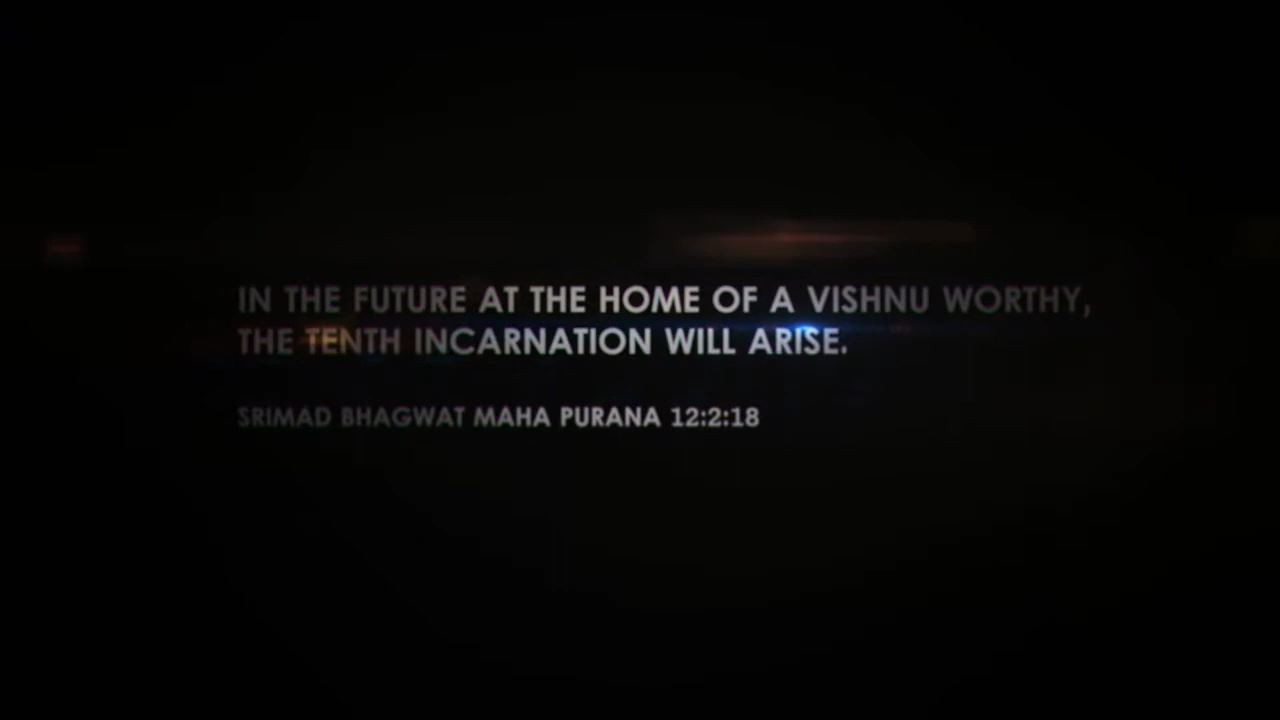 IN THE FUTURE AT THE HOME OF A VISHNU WORTHY,
THE TENTH INCARNATION WILL ARISE.
SRIMAD BHAGWAT MAHA PURANA 12:2:18